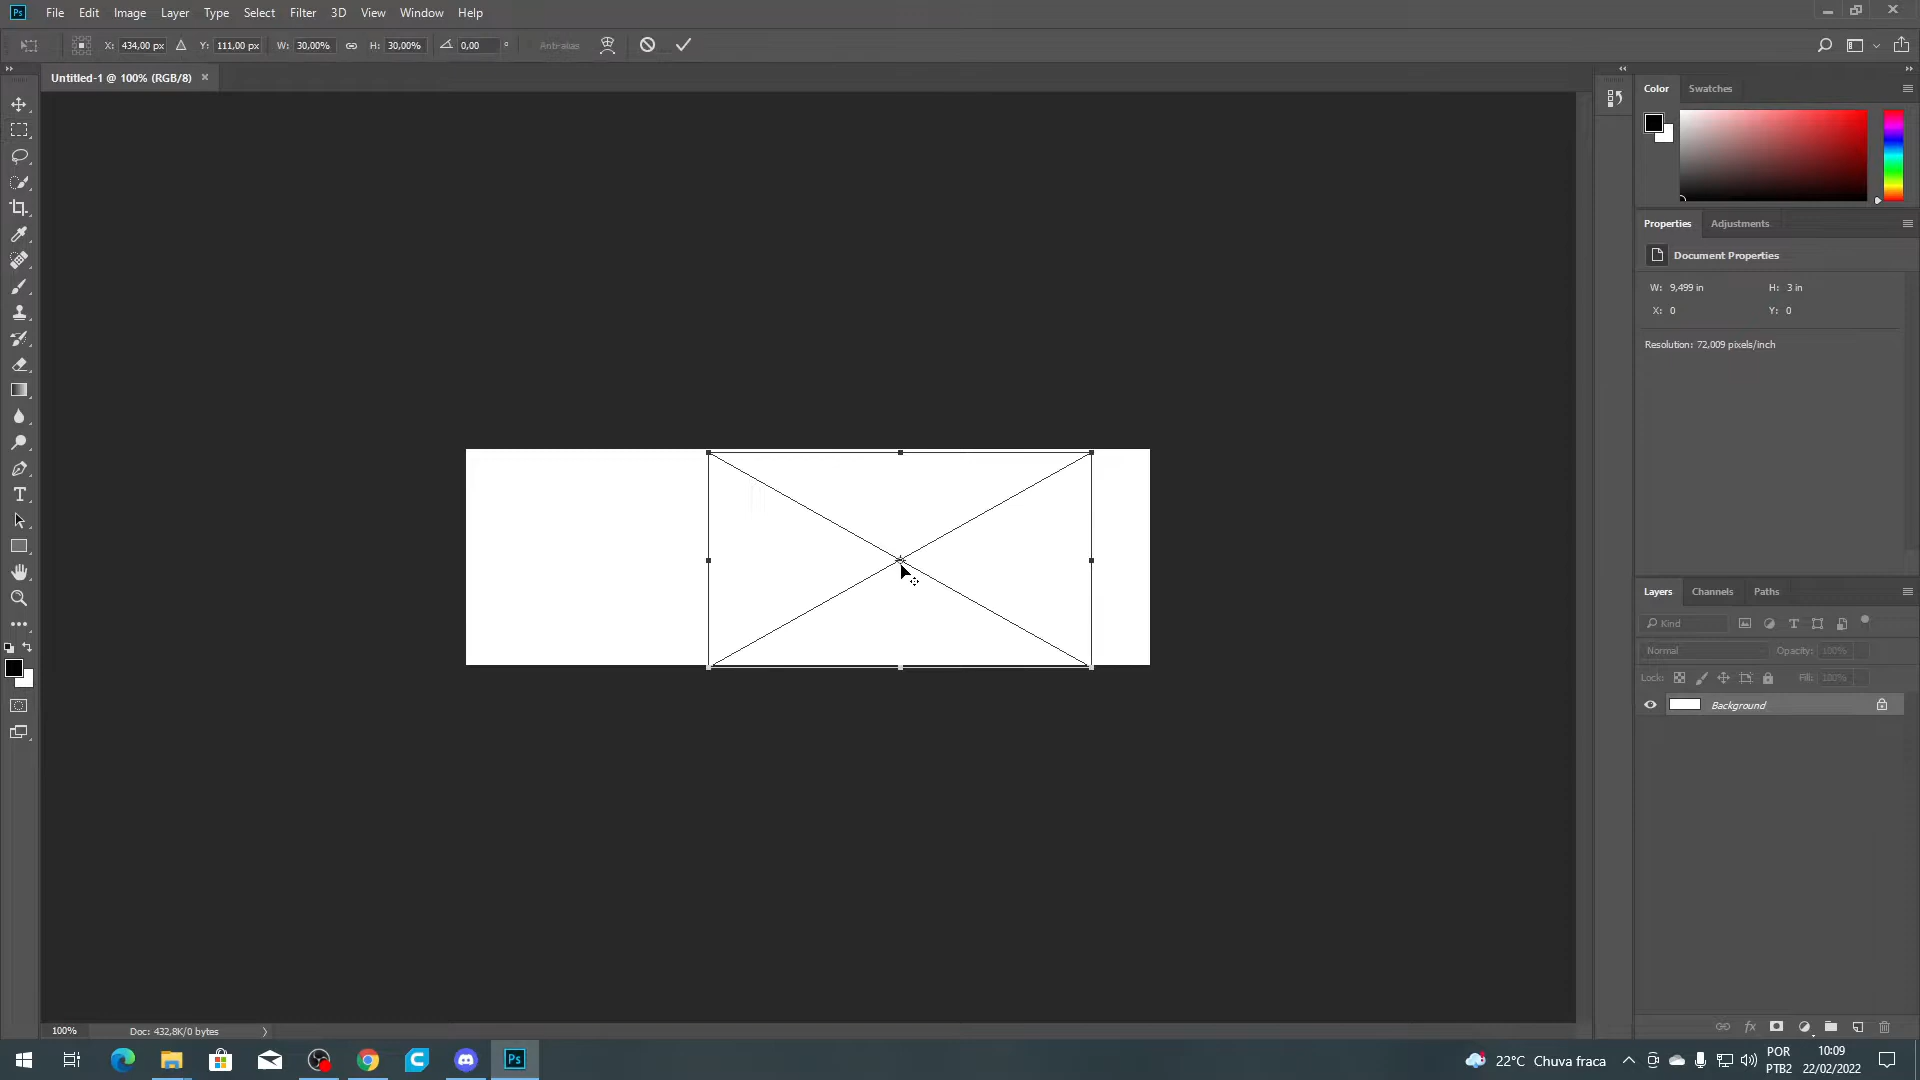 Ps File Edit Image Layer Type Select Filter 3D View Window Help
X: 434,00 px Y: 111,00 px W: 30,00% H: 30,00% 0,00 ° Anti-alias
Untitled-1 @ 100% (RGB/8) ×
Color Swatches
Properties Adjustments
Document Properties
W: 9,499 in H: 3 in
X: 0 Y: 0
Resolution: 72,009 pixels/inch
Layers Channels Paths
Kind
Normal Opacity: 100%
Lock: Fill: 100%
Background
100% Doc: 432,8K/0 bytes
Ps 22°C Chuva fraca POR 10:09
PTB2 22/02/2022